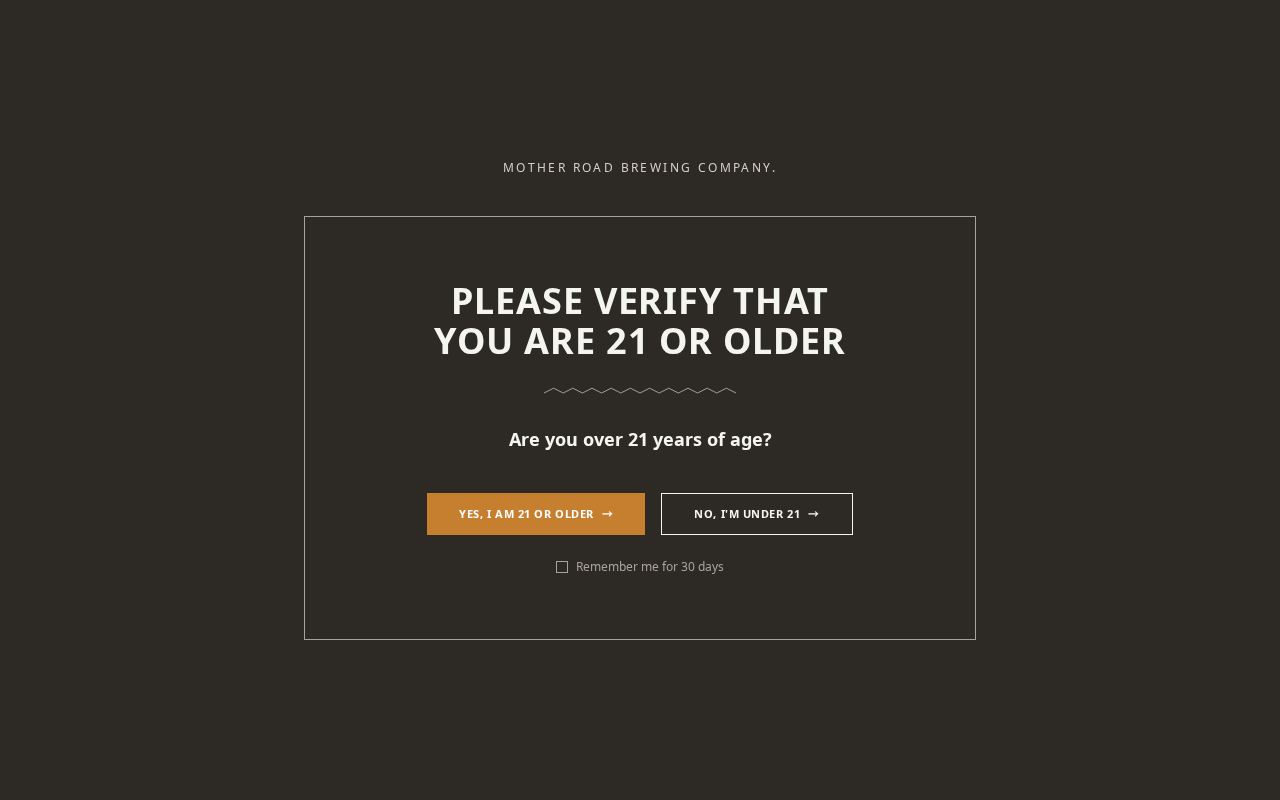 MOTHER ROAD BREWING COMPANY.
PLEASE VERIFY THAT
YOU ARE 21 OR OLDER
Are you over 21 years of age?
YES, I AM 21 OR OLDER →
NO, I'M UNDER 21 →
Remember me for 30 days